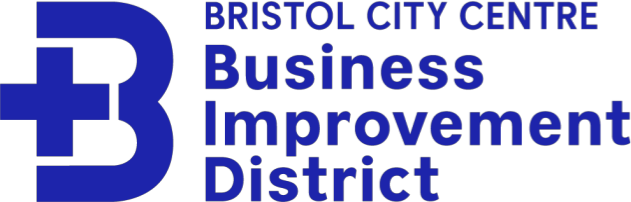 BRISTOL CITY CENTRE
Business
Improvement
District